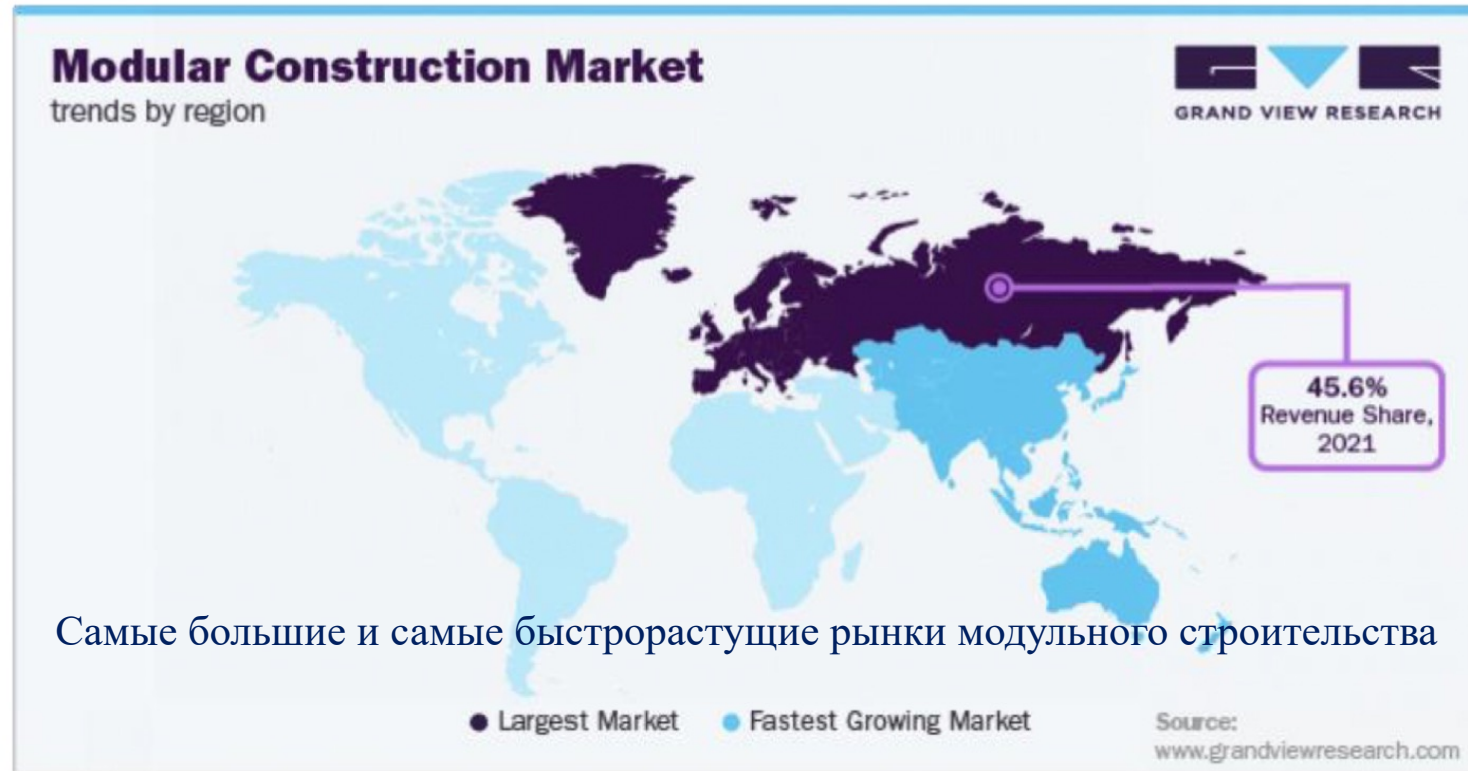 Modular Construction Market
trends by region
GRAND VIEW RESEARCH
45.6%
Revenue Share,
2021
Самые большие и самые быстрорастущие рынки модульного строительства
Largest Market
Fastest Growing Market
Source:
www.grandviewresearch.com